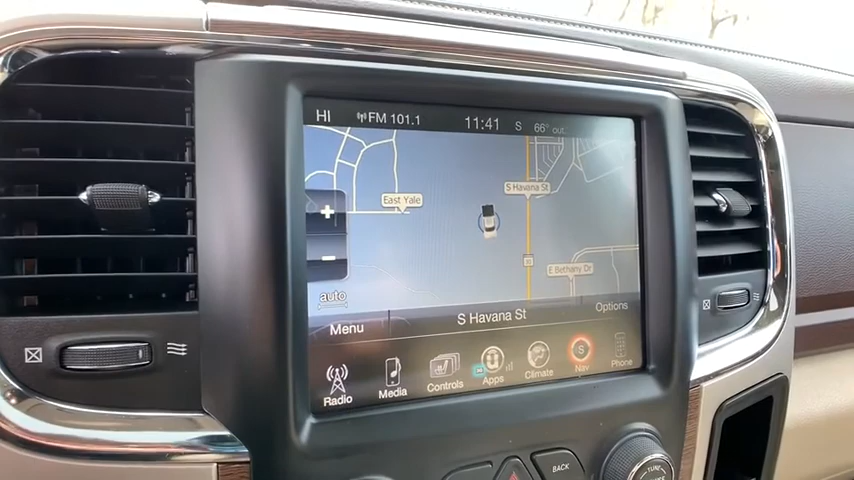 HI FM 101.1 11:41 S 66° out
S Havana St
East Yale
E Bethany Dr
auto
S Havana St
Menu Options
Radio Media Controls Apps Climate Nav Phone
S
BACK
TUNE